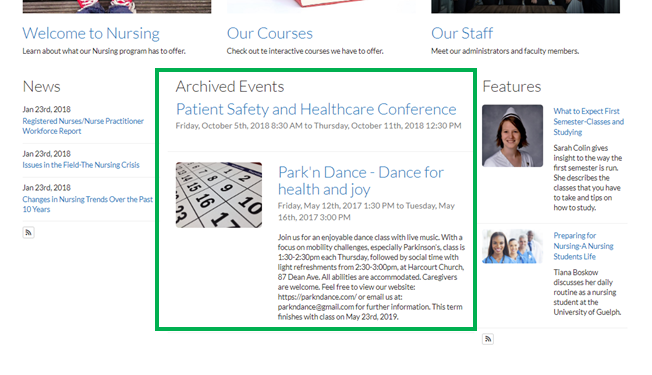 Welcome to Nursing
Learn about what our Nursing program has to offer.
Our Courses
Check out te interactive courses we have to offer.
Our Staff
Meet our administrators and faculty members.
News
Jan 23rd, 2018
Registered Nurses/Nurse Practitioner
Workforce Report
Jan 23rd, 2018
Issues in the Field-The Nursing Crisis
Jan 23rd, 2018
Changes in Nursing Trends Over the Past
10 Years
Archived Events
Patient Safety and Healthcare Conference
Friday, October 5th, 2018 8:30 AM to Thursday, October 11th, 2018 12:30 PM
Park'n Dance - Dance for
health and joy
Friday, May 12th, 2017 1:30 PM to Tuesday, May
16th, 2017 3:00 PM
Join us for an enjoyable dance class with live music. With a
focus on mobility challenges, especially Parkinson's, class is
1:30-2:30pm each Thursday, followed by social time with
light refreshments from 2:30-3:00pm, at Harcourt Church,
87 Dean Ave. All abilities are accommodated. Caregivers
are welcome. Feel free to view our website:
https://parkndance.com/ or email us at:
parkndance@gmail.com for further information. This term
finishes with class on May 23rd, 2019.
Features
What to Expect First
Semester-Classes and
Studying
Sarah Colin gives
insight to the way the
first semester is run.
She describes the
classes that you have
to take and tips on
how to study.
Preparing for
Nursing-A Nursing
Students Life
Tiana Boskow
discusses her daily
routine as a nursing
student at the
University of Guelph.